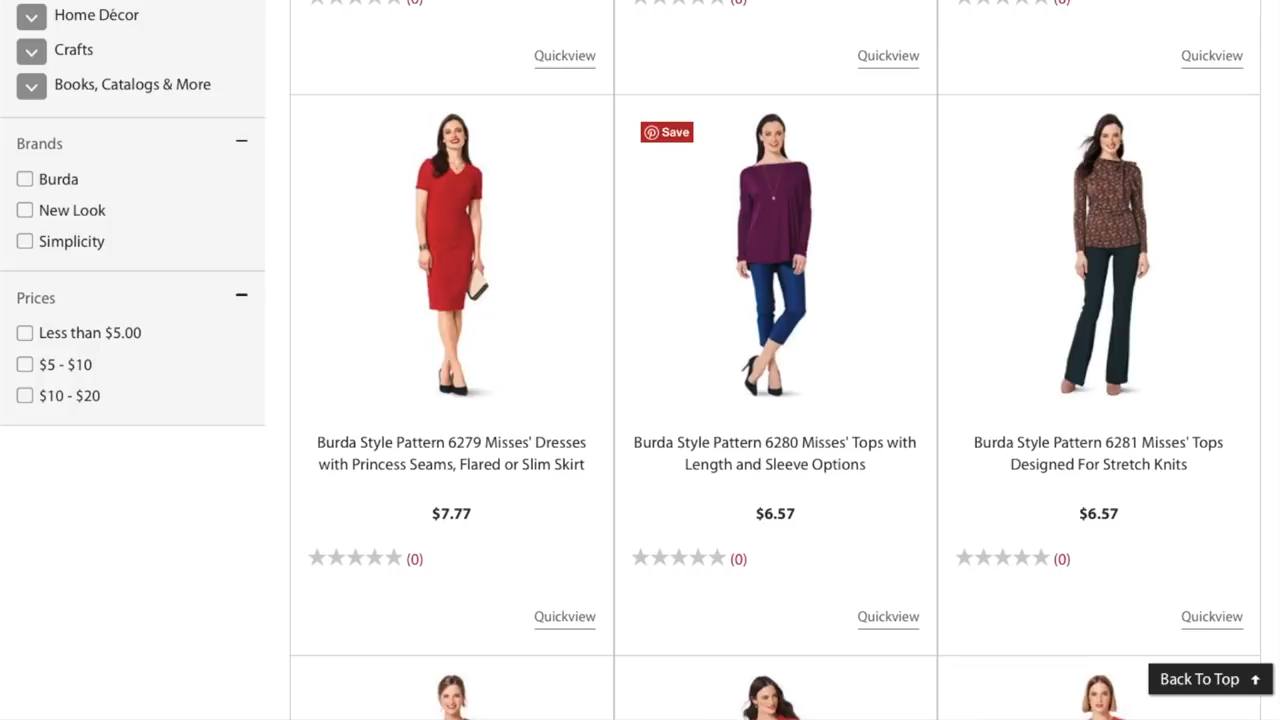 Home Décor
Crafts
Books, Catalogs & More
Brands
Burda
New Look
Simplicity
Prices
Less than $5.00
$5 - $10
$10 - $20
(0)
(0)
(0)
Quickview
Quickview
Quickview
Save
Burda Style Pattern 6279 Misses' Dresses
with Princess Seams, Flared or Slim Skirt
$7.77
(0)
Quickview
Burda Style Pattern 6280 Misses' Tops with
Length and Sleeve Options
$6.57
(0)
Quickview
Burda Style Pattern 6281 Misses' Tops
Designed For Stretch Knits
$6.57
(0)
Quickview
Back To Top